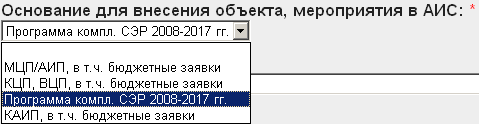 Основание для внесения объекта, мероприятия в АИС: *
Программа компл. СЭР 2008-2017 гг.
МЦП/АИП, в т.ч. бюджетные заявки
КЦП, ВЦП, в т.ч. бюджетные заявки
Программа компл. СЭР 2008-2017 гг.
КАИП, в т.ч. бюджетные заявки